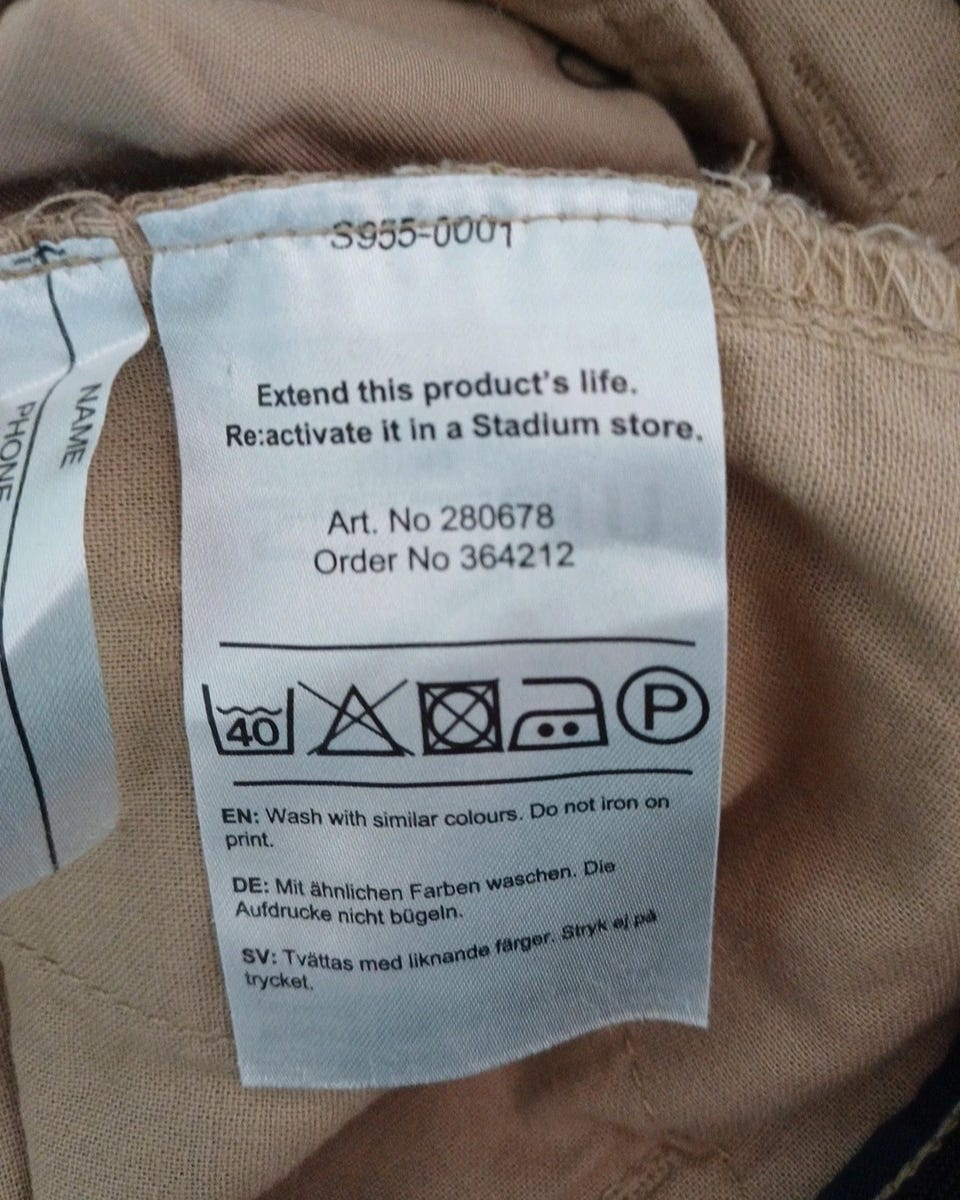 NAME
PHONE
S955-0001
Extend this product's life.
Re:activate it in a Stadium store.
Art. No 280678
Order No 364212
40
P
EN: Wash with similar colours. Do not iron on
print.
DE: Mit ähnlichen Farben waschen. Die
Aufdrucke nicht bügeln.
SV: Tvättas med liknande färger. Stryk ej på
trycket.